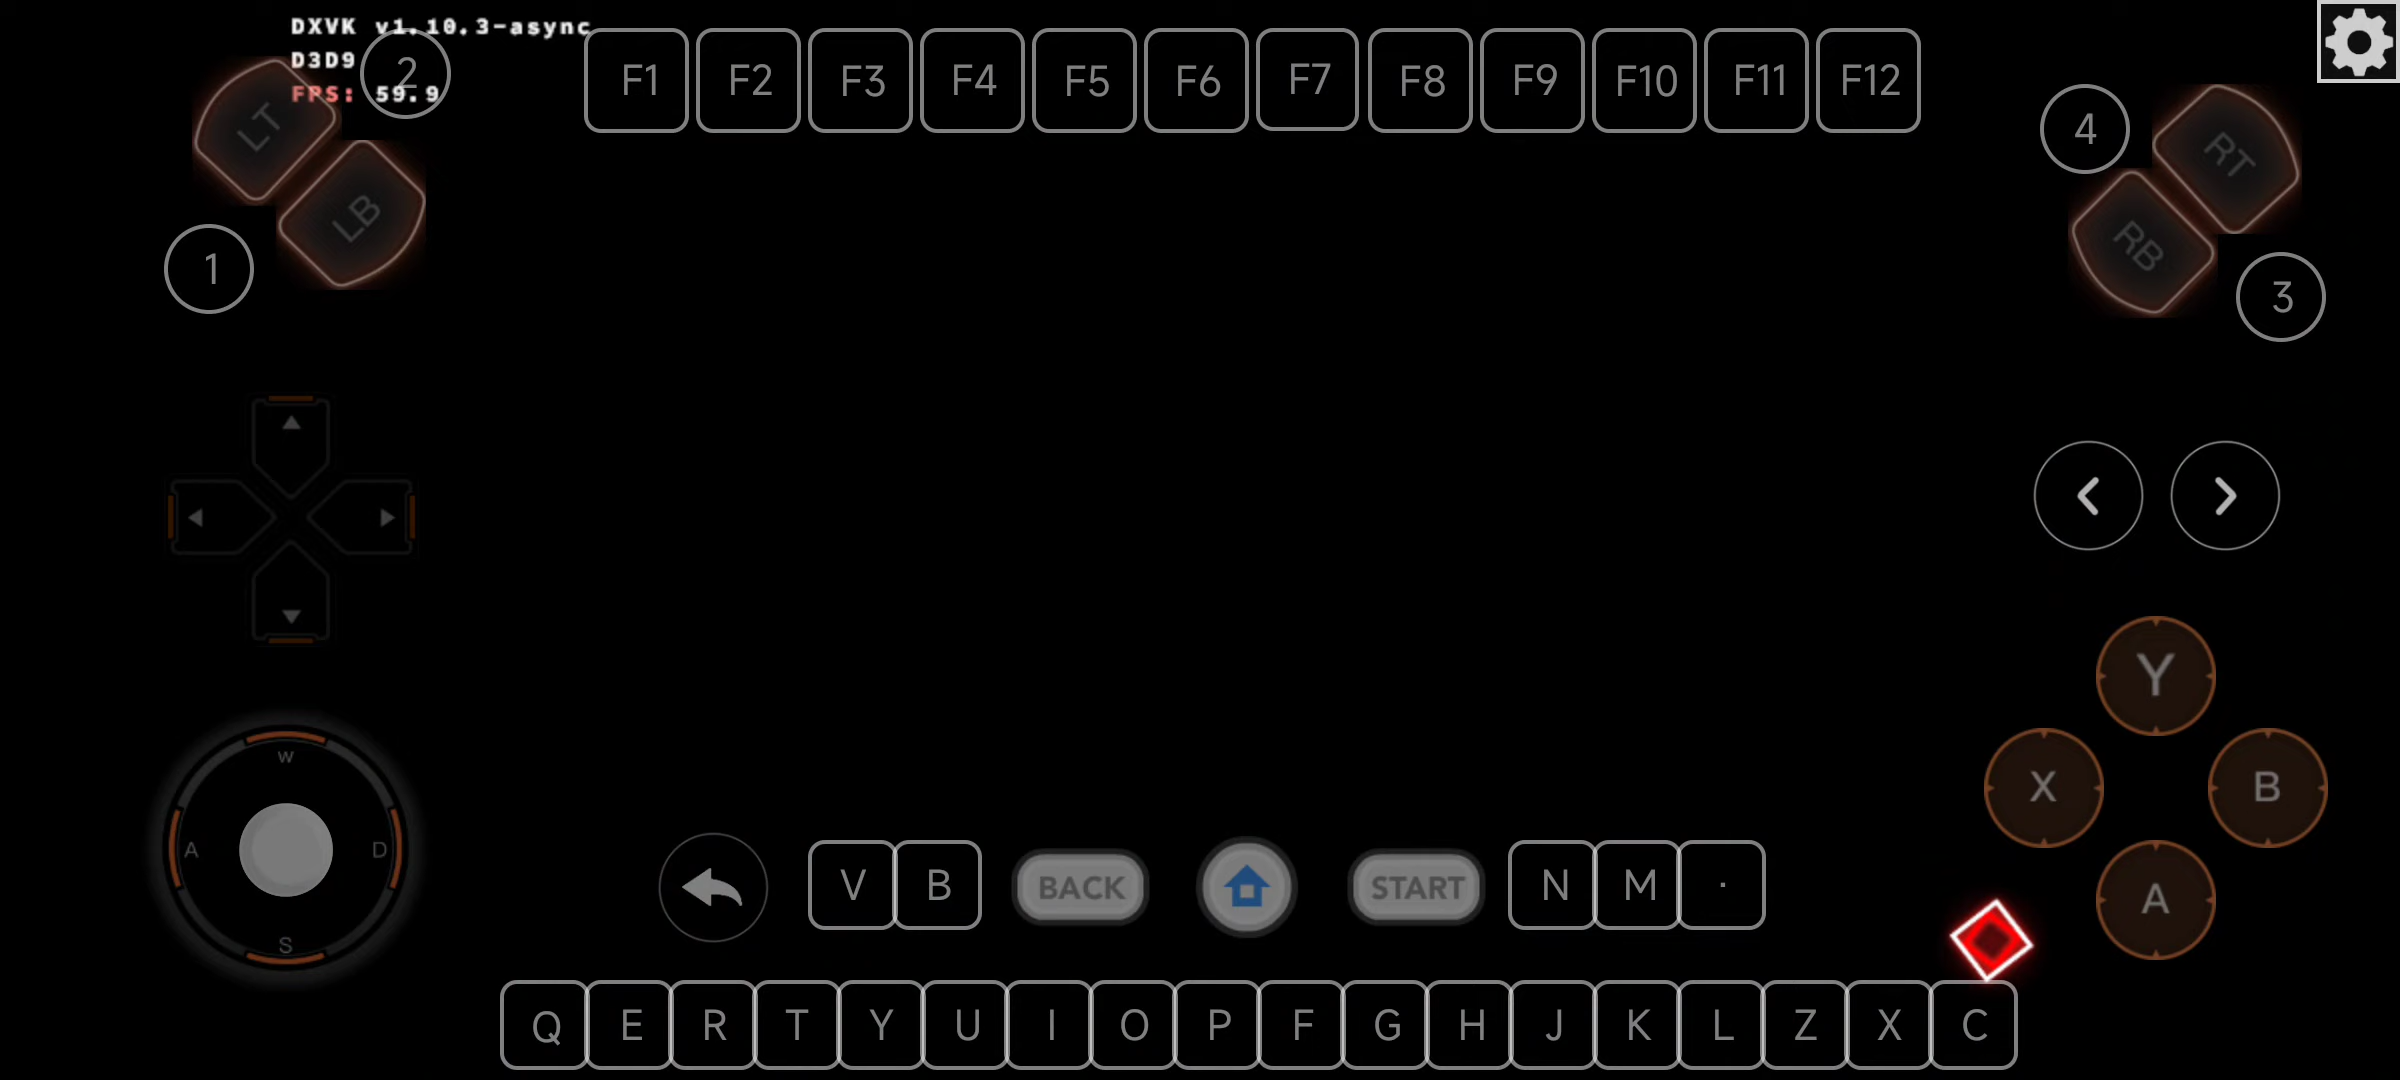 DXVK v1.10.3-async
D3D9
FPS: 59.9
2
F1 F2 F3 F4 F5 F6 F7 F8 F9 F10 F11 F12
LT
LB
1
4
RT
RB
3
Y
X
B
A
W
A
D
S
V B BACK START N M .
Q E R T Y U I O P F G H J K L Z X C